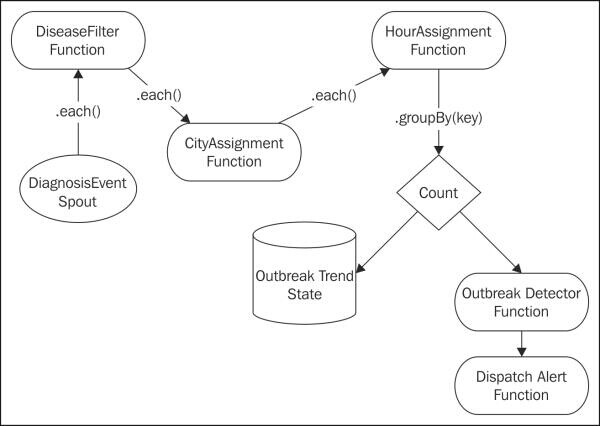 DiseaseFilter
Function
HourAssignment
Function
.each()
.each()
.each()
.groupBy(key)
CityAssignment
Function
DiagnosisEvent
Spout
Count
Outbreak Trend
State
Outbreak Detector
Function
Dispatch Alert
Function